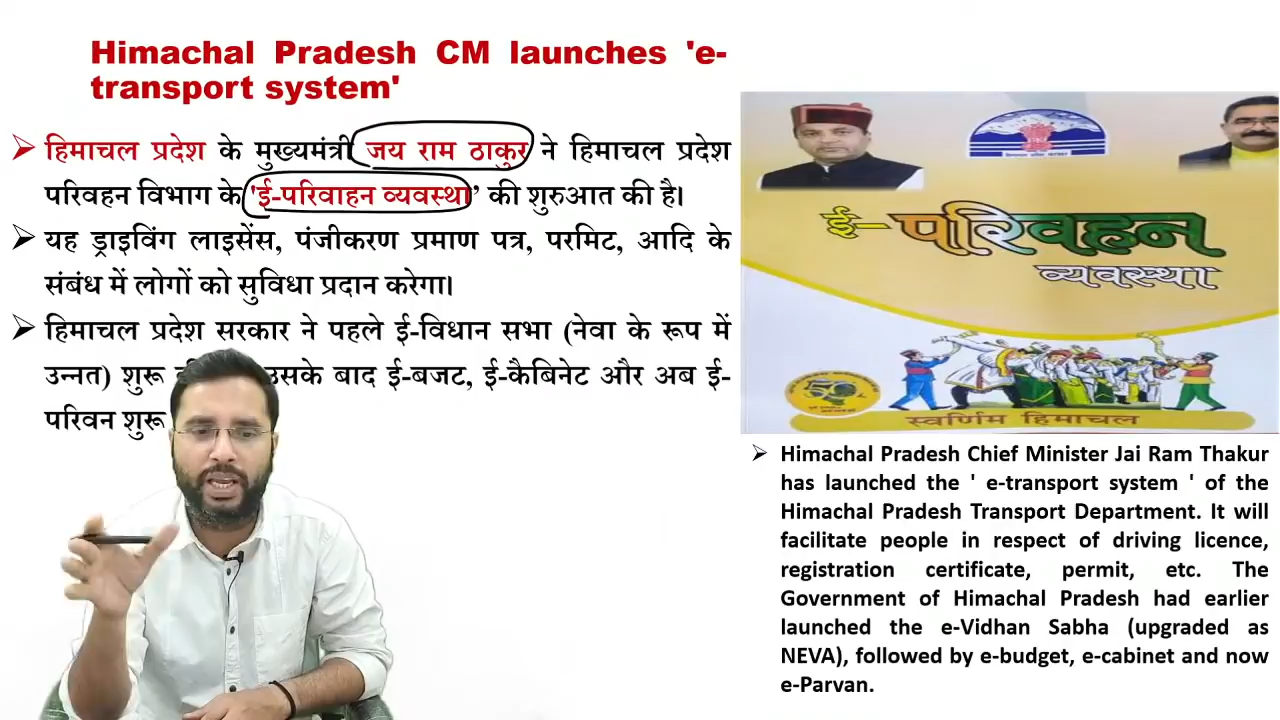 Himachal Pradesh CM launches 'e-
transport system'
हिमाचल प्रदेश के मुख्यमंत्री जय राम ठाकुर ने हिमाचल प्रदेश
परिवहन विभाग के 'ई-परिवाहन व्यवस्था’ की शुरुआत की है।
यह ड्राइविंग लाइसेंस, पंजीकरण प्रमाण पत्र, परमिट, आदि के
संबंध में लोगों को सुविधा प्रदान करेगा।
हिमाचल प्रदेश सरकार ने पहले ई-विधान सभा (नेवा के रूप में
उन्नत) शुरू उसके बाद ई-बजट, ई-कैबिनेट और अब ई-
परिवन शुरू
ई-परिवहन
व्यवस्था
50
स्वर्णिम हिमाचल
Himachal Pradesh Chief Minister Jai Ram Thakur
has launched the ' e-transport system ' of the
Himachal Pradesh Transport Department. It will
facilitate people in respect of driving licence,
registration certificate, permit, etc. The
Government of Himachal Pradesh had earlier
launched the e-Vidhan Sabha (upgraded as
NEVA), followed by e-budget, e-cabinet and now
e-Parvan.